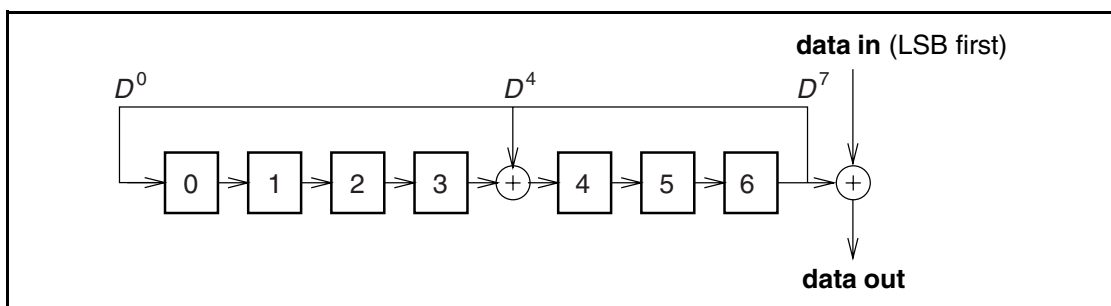 data in (LSB first)
D⁰ D⁴ D⁷
0 1 2 3 + 4 5 6 +
data out